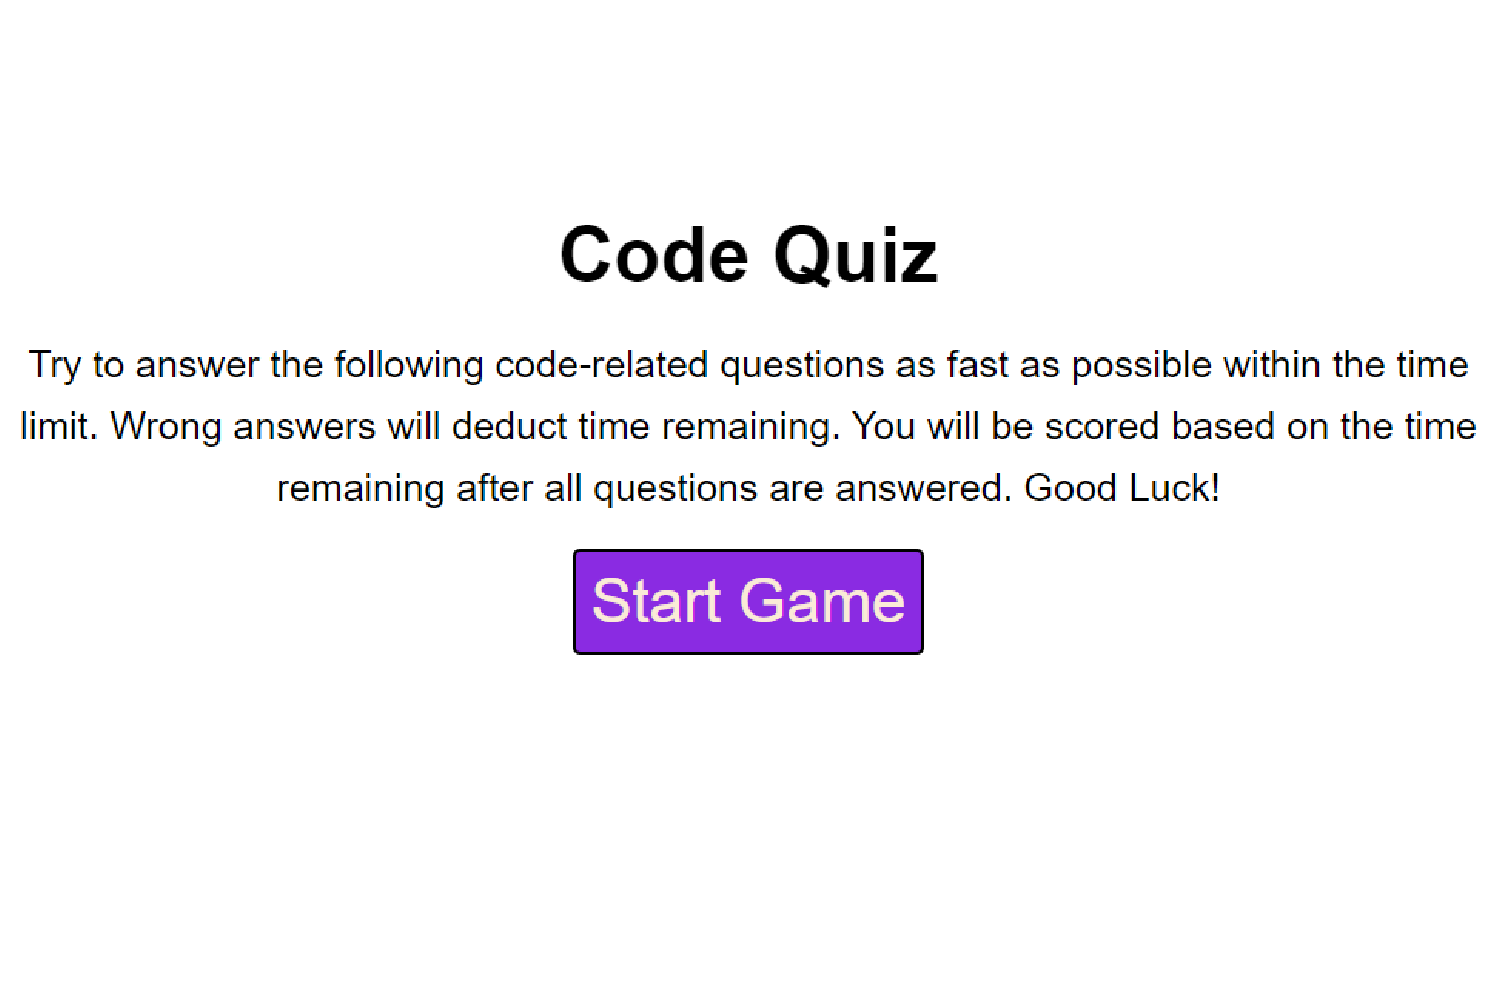 Code Quiz
Try to answer the following code-related questions as fast as possible within the time
limit. Wrong answers will deduct time remaining. You will be scored based on the time
remaining after all questions are answered. Good Luck!
Start Game